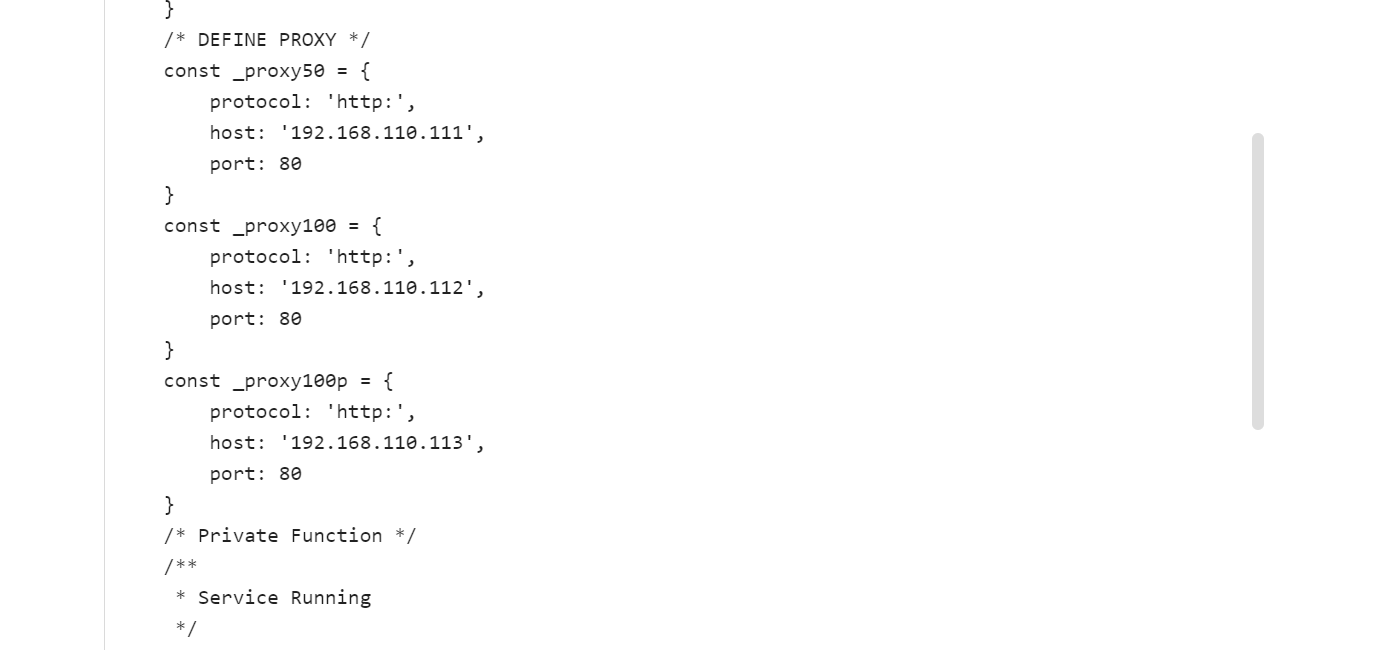 }
/* DEFINE PROXY */
const _proxy50 = {
    protocol: 'http:',
    host: '192.168.110.111',
    port: 80
}
const _proxy100 = {
    protocol: 'http:',
    host: '192.168.110.112',
    port: 80
}
const _proxy100p = {
    protocol: 'http:',
    host: '192.168.110.113',
    port: 80
}
/* Private Function */
/**
 * Service Running
 */